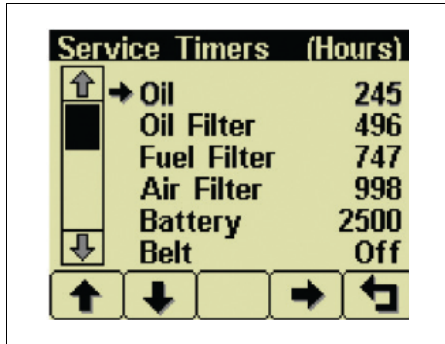 Service Timers (Hours)
Oil 245
Oil Filter 496
Fuel Filter 747
Air Filter 998
Battery 2500
Belt Off